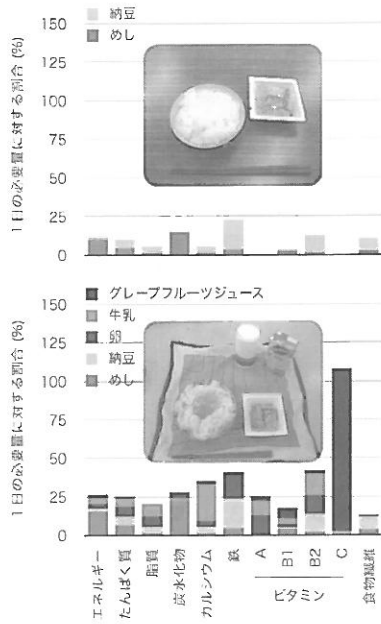 1日の必要量に対する割合 (%)
150
125
100
75
50
25
0
納豆
めし
1日の必要量に対する割合 (%)
150
125
100
75
50
25
0
グレープフルーツジュース
牛乳
卵
納豆
めし
エネルギー
たんぱく質
脂質
炭水化物
カルシウム
鉄
A
B1
B2
C
食物繊維
ビタミン